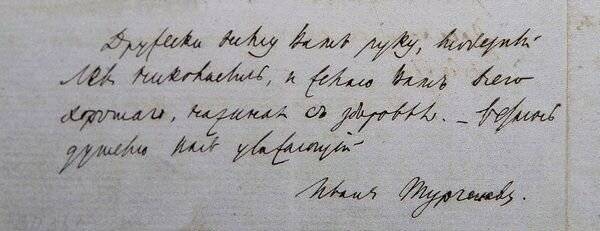 Дружески жму Вамъ руку, любезный
Левъ Николаевичъ, и желаю Вамъ всего
хорошаго, начиная съ здоровья. —
душевно Васъ уважающій
Иванъ Тургеневъ.